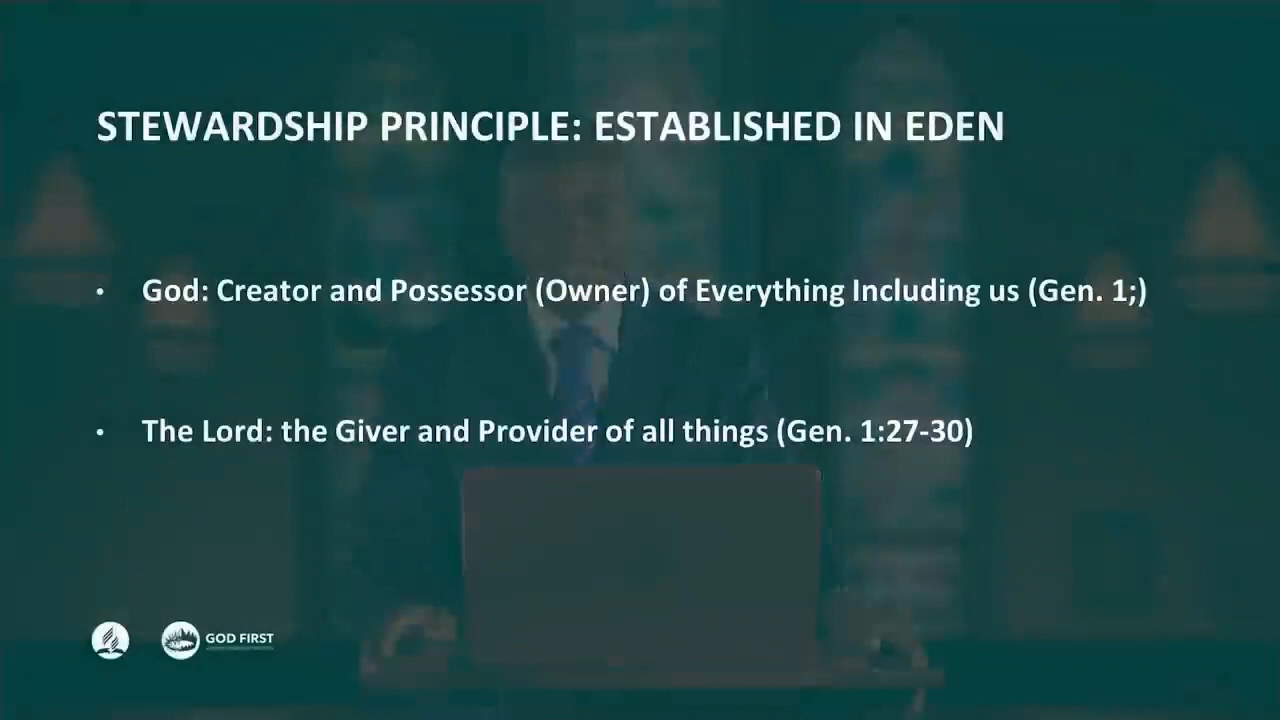 STEWARDSHIP PRINCIPLE: ESTABLISHED IN EDEN
• God: Creator and Possessor (Owner) of Everything Including us (Gen. 1;)
• The Lord: the Giver and Provider of all things (Gen. 1:27-30)
GOD FIRST